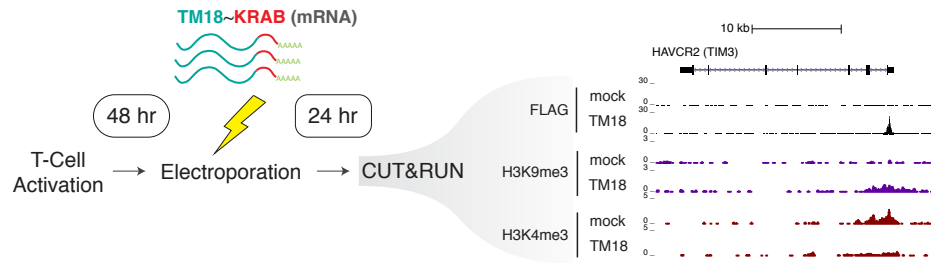 TM18~KRAB (mRNA)
AAAAA
AAAAA
AAAAA
48 hr
24 hr
T-Cell
Activation
Electroporation
CUT&RUN
10 kb
HAVCR2 (TIM3)
FLAG
mock
TM18
H3K9me3
mock
TM18
H3K4me3
mock
TM18
30
0
30
0
3
0
3
0
5
0
5
0